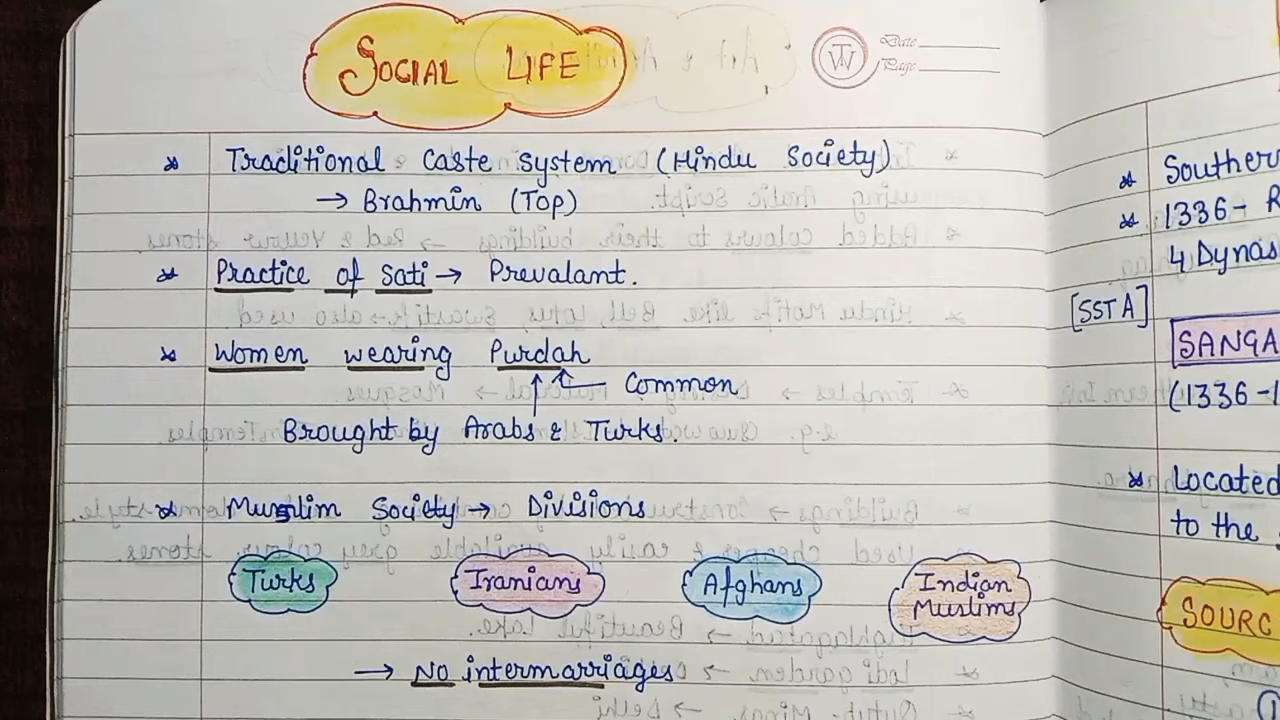 SOCIAL LIFE
TW
Date
Page
* Traditional Caste System (Hindu Society)
→ Brahmin (Top)
* Practice of Sati → Prevalant.
* Women wearing Purdah
Common
Brought by Arabs & Turks.
* Muslim Society → Divisions
Turks
Iranians
Afghans
Indian
Muslims
→ No intermarriages
* Souther
* 1336 -
4 Dynas
[SSTA]
SANGA
(1336 -
* Located
to the
SOURC